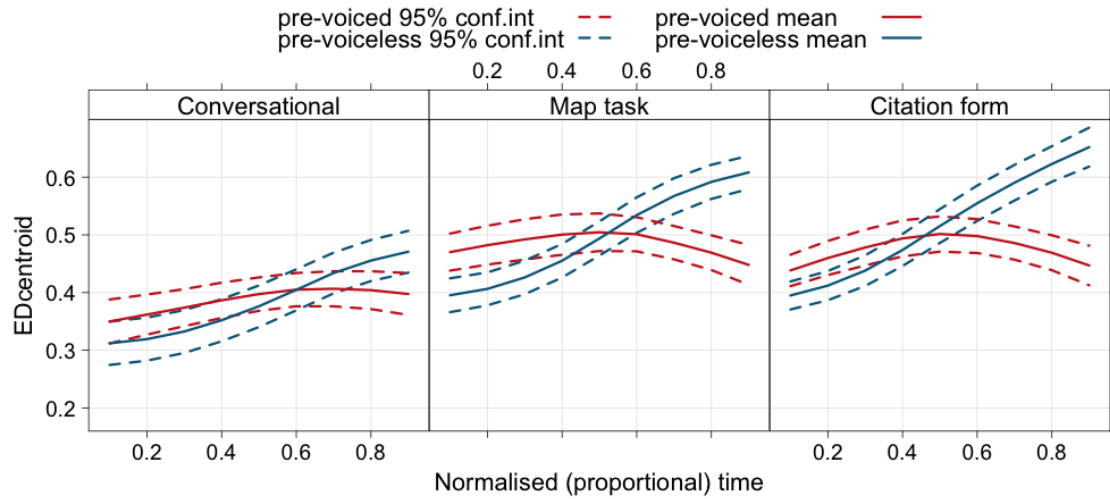 pre-voiced 95% conf.int pre-voiced mean
pre-voiceless 95% conf.int pre-voiceless mean
0.2 0.4 0.6 0.8
Conversational Map task Citation form
0.6
0.5
0.4
0.3
0.2
EDcentroid
0.2 0.4 0.6 0.8 0.2 0.4 0.6 0.8
Normalised (proportional) time